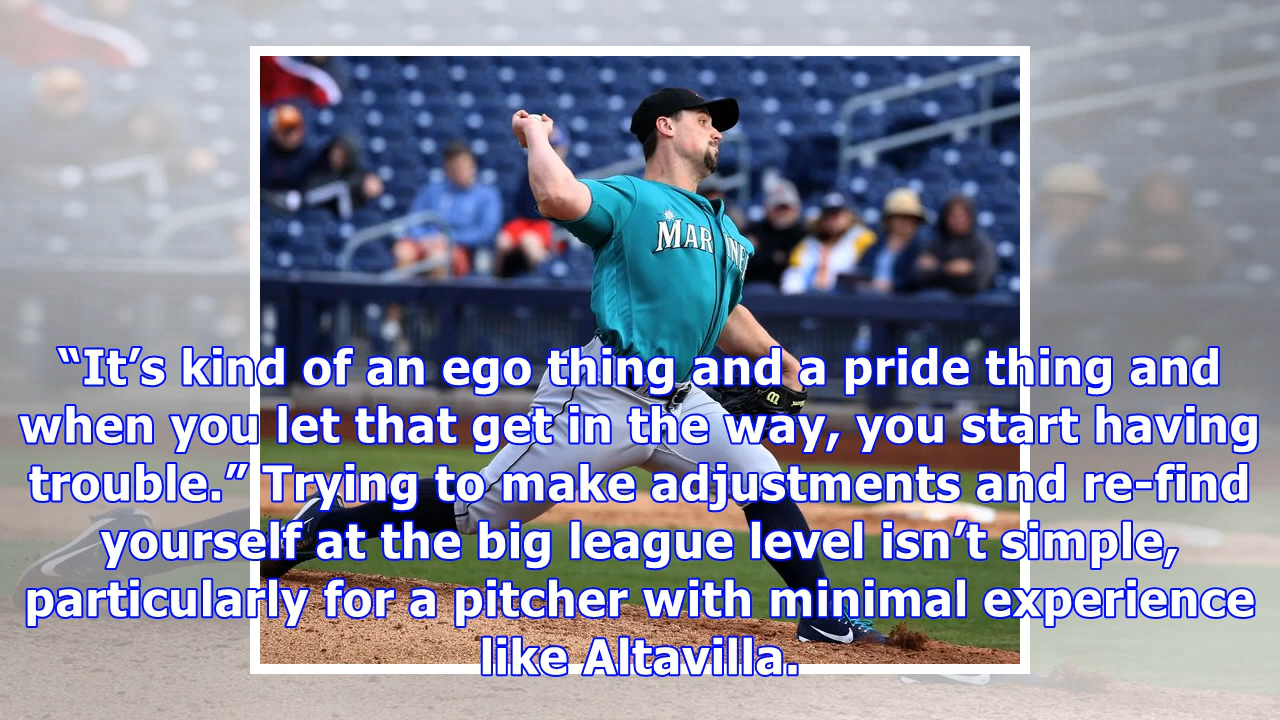 MARINE
“It’s kind of an ego thing and a pride thing and
when you let that get in the way, you start having
trouble.” Trying to make adjustments and re-find
yourself at the big league level isn’t simple,
particularly for a pitcher with minimal experience
like Altavilla.